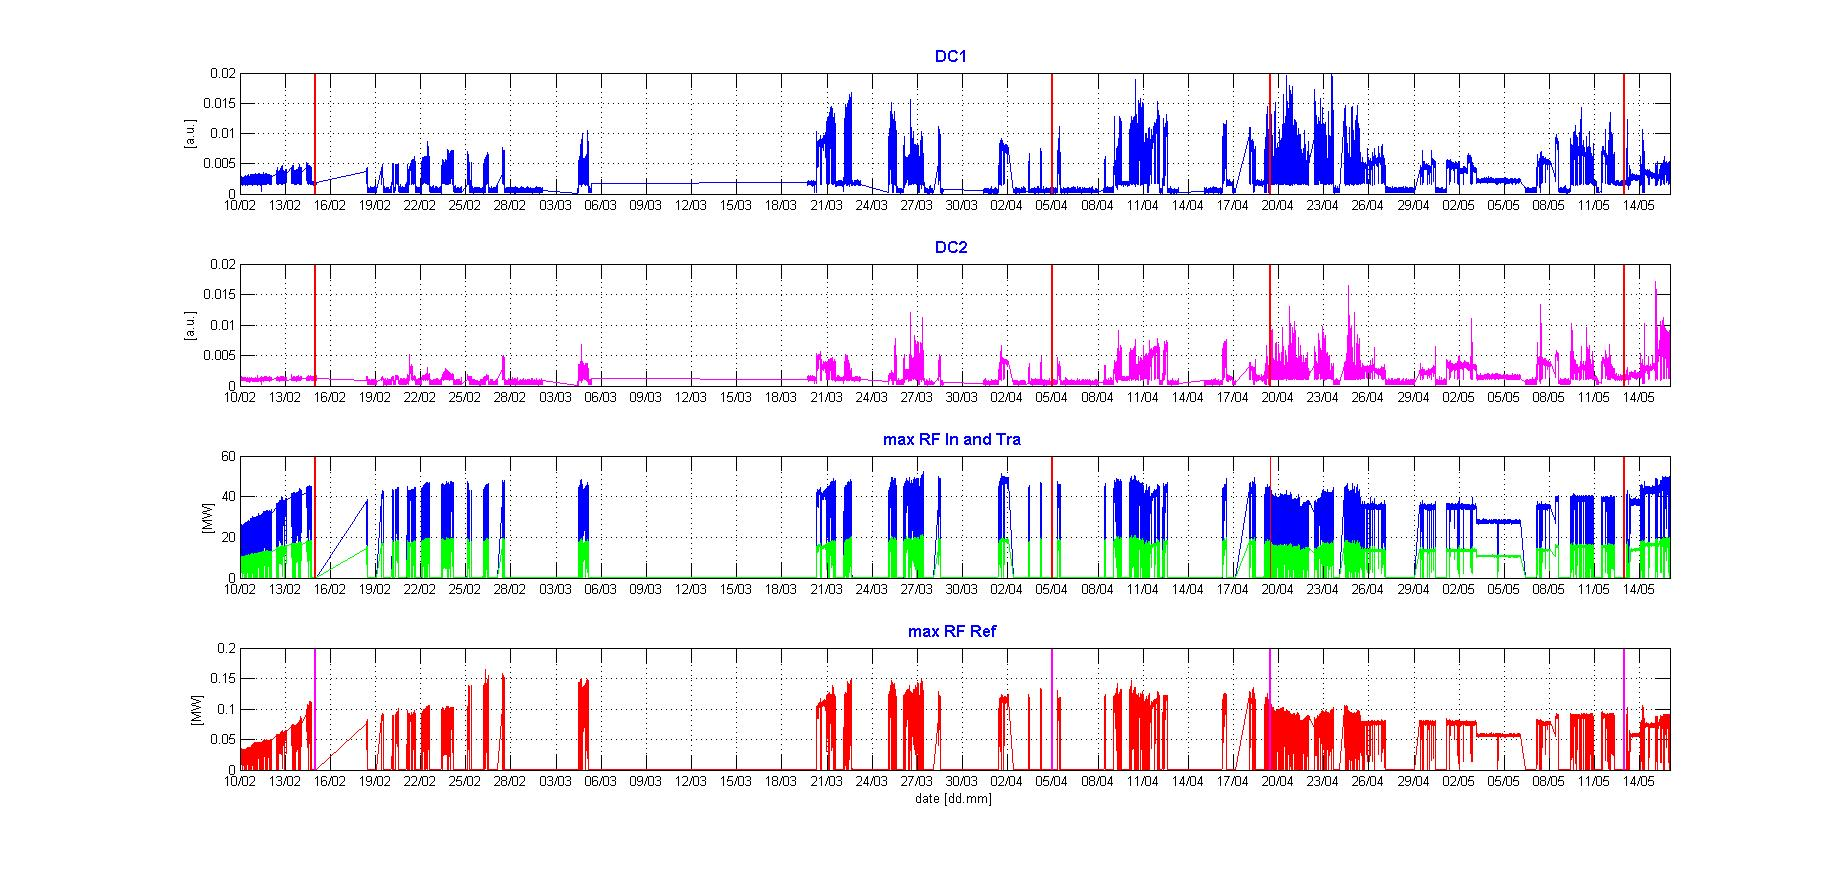 DC1
0.02
0.015
0.01
0.005
0
[a.u.]
10/02 13/02 16/02 19/02 22/02 25/02 28/02 03/03 06/03 09/03 12/03 15/03 18/03 21/03 24/03 27/03 30/03 02/04 05/04 08/04 11/04 14/04 17/04 20/04 23/04 26/04 29/04 02/05 05/05 08/05 11/05 14/05
DC2
0.02
0.015
0.01
0.005
0
[a.u.]
10/02 13/02 16/02 19/02 22/02 25/02 28/02 03/03 06/03 09/03 12/03 15/03 18/03 21/03 24/03 27/03 30/03 02/04 05/04 08/04 11/04 14/04 17/04 20/04 23/04 26/04 29/04 02/05 05/05 08/05 11/05 14/05
max RF In and Tra
60
40
20
0
[MW]
10/02 13/02 16/02 19/02 22/02 25/02 28/02 03/03 06/03 09/03 12/03 15/03 18/03 21/03 24/03 27/03 30/03 02/04 05/04 08/04 11/04 14/04 17/04 20/04 23/04 26/04 29/04 02/05 05/05 08/05 11/05 14/05
max RF Ref
0.2
0.15
0.1
0.05
0
[MW]
10/02 13/02 16/02 19/02 22/02 25/02 28/02 03/03 06/03 09/03 12/03 15/03 18/03 21/03 24/03 27/03 30/03 02/04 05/04 08/04 11/04 14/04 17/04 20/04 23/04 26/04 29/04 02/05 05/05 08/05 11/05 14/05
date [dd.mm]